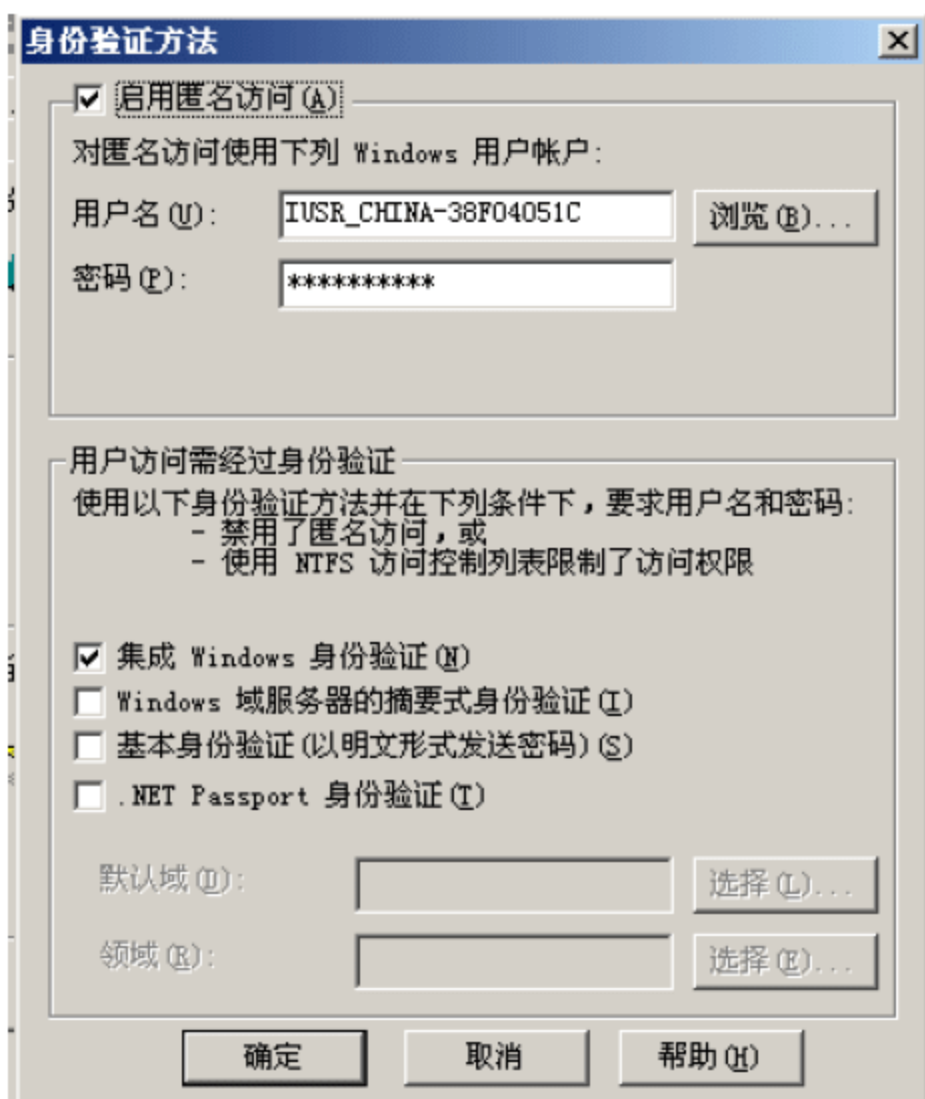 身份验证方法
启用匿名访问(A)
对匿名访问使用下列 Windows 用户帐户:
用户名(U): IUSR_CHINA-38F04051C 浏览(B)...
密码(P): **********
用户访问需经过身份验证
使用以下身份验证方法并在下列条件下，要求用户名和密码:
- 禁用了匿名访问，或
- 使用 NTFS 访问控制列表限制了访问权限
集成 Windows 身份验证(N)
Windows 域服务器的摘要式身份验证(I)
基本身份验证(以明文形式发送密码)(S)
.NET Passport 身份验证(T)
默认域(D): 选择(L)...
领域(R): 选择(E)...
确定 取消 帮助(H)